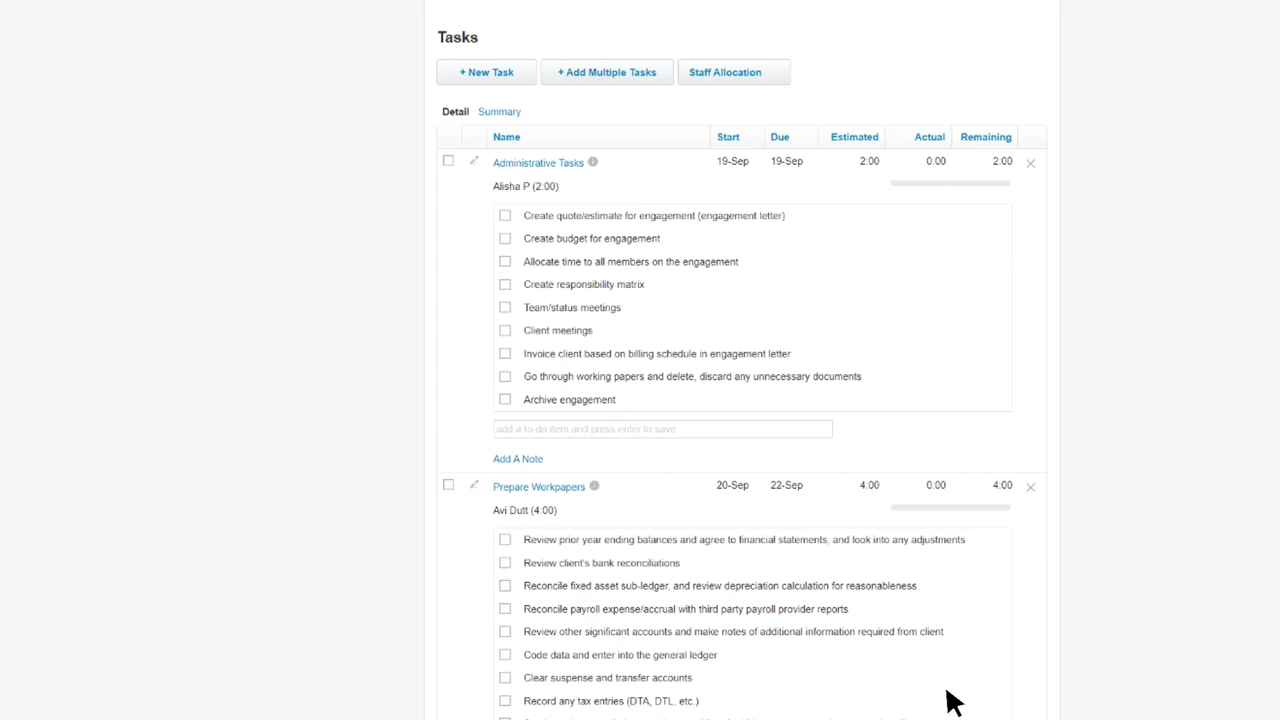 Tasks
+ New Task + Add Multiple Tasks Staff Allocation
Detail Summary
Name Start Due Estimated Actual Remaining
Administrative Tasks 19-Sep 19-Sep 2:00 0:00 2:00
Alisha P (2:00)
Create quote/estimate for engagement (engagement letter)
Create budget for engagement
Allocate time to all members on the engagement
Create responsibility matrix
Team/status meetings
Client meetings
Invoice client based on billing schedule in engagement letter
Go through working papers and delete, discard any unnecessary documents
Archive engagement
add a to-do item and press enter to save
Add A Note
Prepare Workpapers 20-Sep 22-Sep 4:00 0:00 4:00
Avi Dutt (4:00)
Review prior year ending balances and agree to financial statements, and look into any adjustments
Review client's bank reconciliations
Reconcile fixed asset sub-ledger, and review depreciation calculation for reasonableness
Reconcile payroll expense/accrual with third party payroll provider reports
Review other significant accounts and make notes of additional information required from client
Code data and enter into the general ledger
Clear suspense and transfer accounts
Record any tax entries (DTA, DTL, etc.)